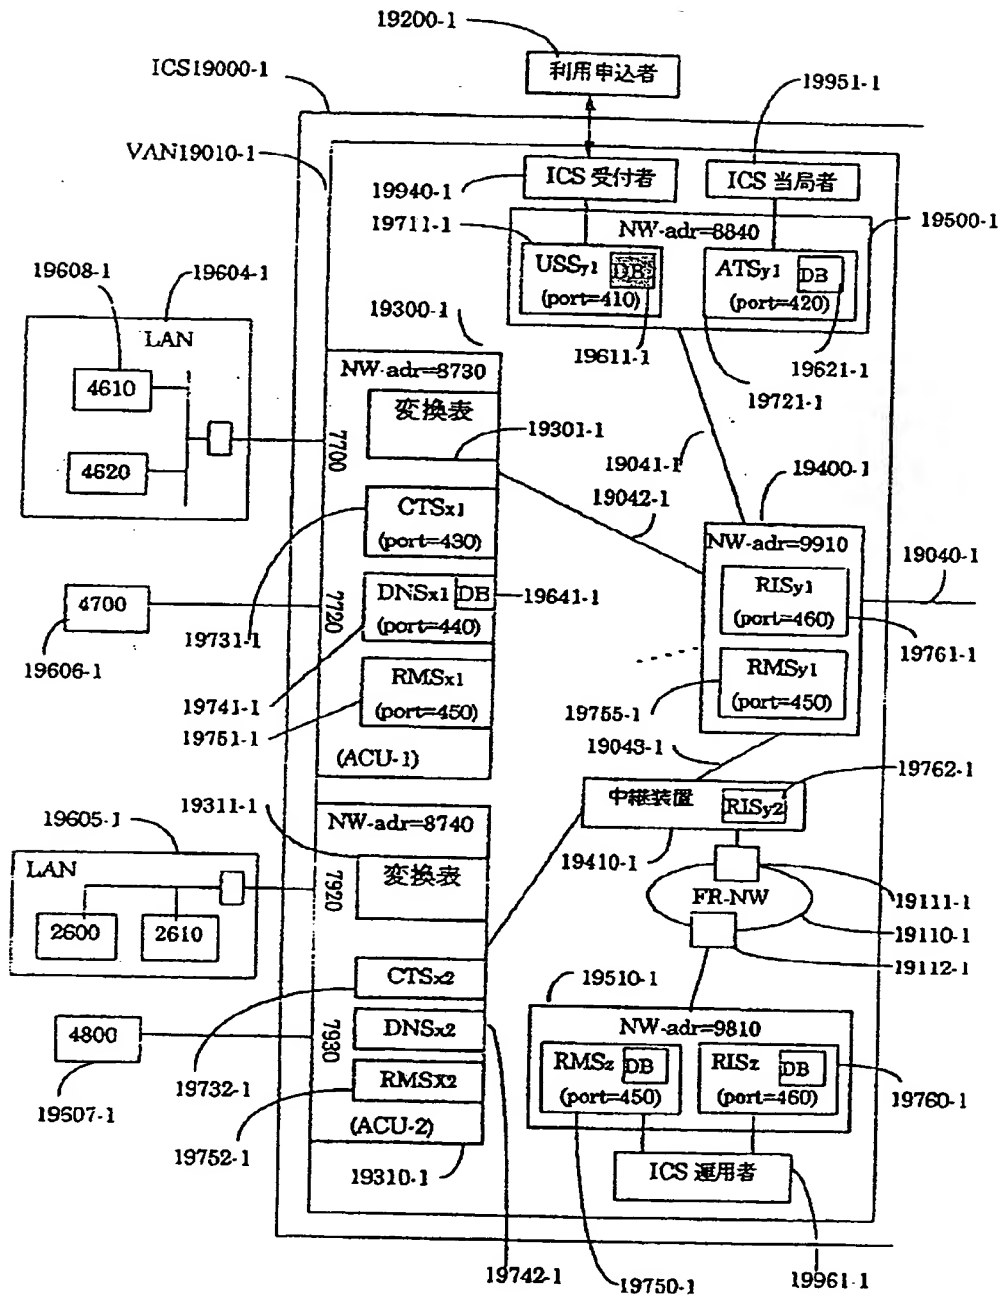 19200-1
ICS19000-1
利用申込者
19951-1
VAN19010-1
ICS 受付者
ICS 当局者
19940-1
19711-1
NW-adr=8840
19500-1
19608-1
19604-1
USSy1
DB
(port=410)
ATSy1
DB
(port=420)
19300-1
LAN
19611-1
19621-1
NW-adr=8730
19721-1
4610
変換表
19301-1
7700
19041-1
19400-1
4620
19042-1
CTSx1
(port=430)
NW-adr=9910
19040-1
RISy1
(port=460)
4700
7720
DNSx1
DB
(port=440)
19641-1
19731-1
19761-1
19606-1
RMSx1
(port=450)
RMSy1
(port=450)
19741-1
19755-1
19751-1
19043-1
(ACU-1)
19762-1
19311-1
中継装置
RISy2
19605-1
NW-adr=8740
19410-1
LAN
変換表
7920
FR-NW
19111-1
2600
2610
19110-1
19112-1
CTSx2
19510-1
4800
7930
DNSx2
NW-adr=9810
RMSz
DB
(port=450)
RISz
DB
(port=460)
19732-1
RMSX2
19760-1
19607-1
(ACU-2)
19752-1
19310-1
ICS 運用者
19742-1
19750-1
19961-1